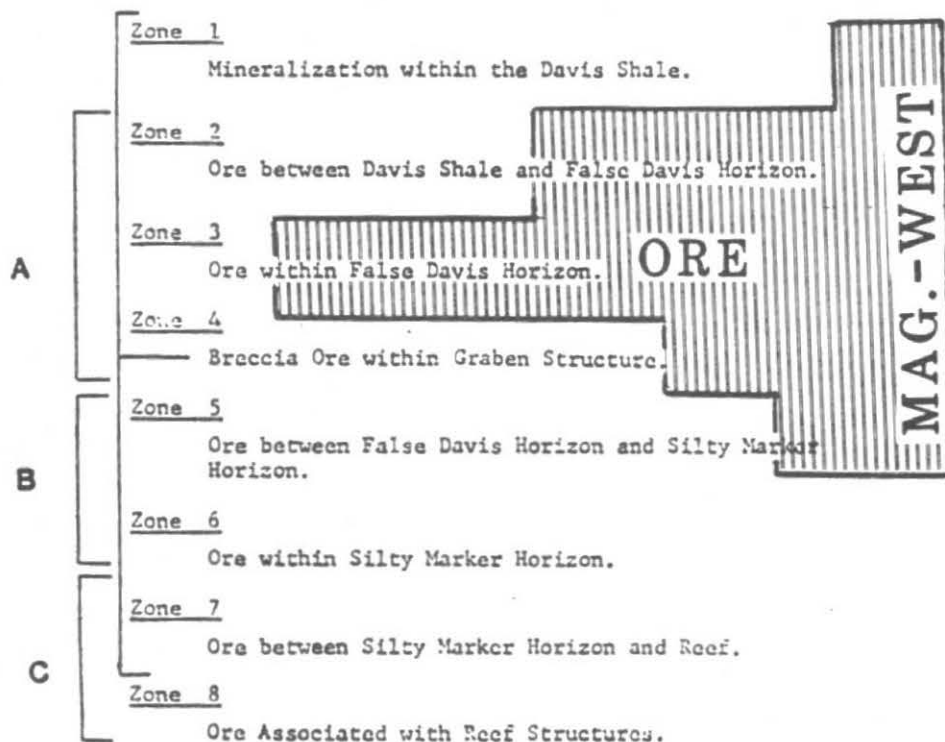 Zone 1
Mineralization within the Davis Shale.
Zone 2
Ore between Davis Shale and False Davis Horizon.
Zone 3
Ore within False Davis Horizon.
Zone 4
Breccia Ore within Graben Structure.
Zone 5
Ore between False Davis Horizon and Silty Marker
Horizon.
Zone 6
Ore within Silty Marker Horizon.
Zone 7
Ore between Silty Marker Horizon and Reef.
Zone 8
Ore Associated with Reef Structures.
A
B
C
ORE
MAG.-WEST